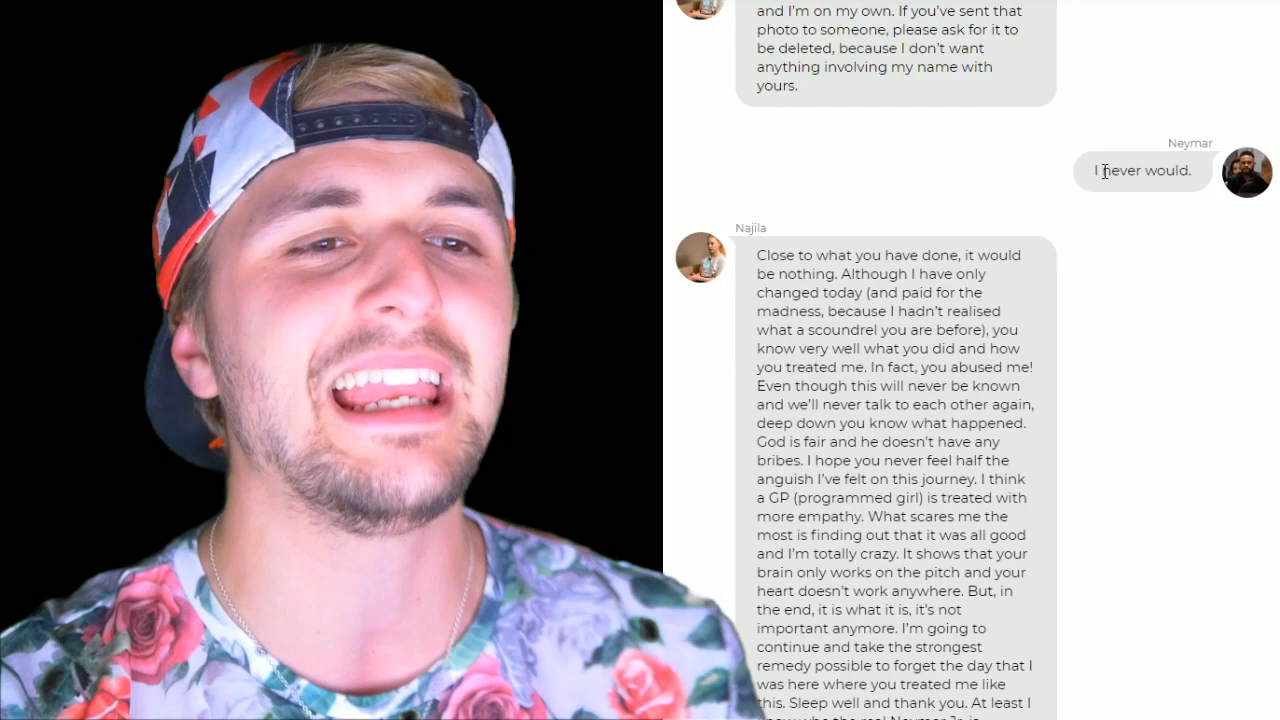 and I'm on my own. If you've sent that
photo to someone, please ask for it to
be deleted, because I don't want
anything involving my name with
yours.
Neymar
I never would.
Najila
Close to what you have done, it would
be nothing. Although I have only
changed today (and paid for the
madness, because I hadn't realised
what a scoundrel you are before), you
know very well what you did and how
you treated me. In fact, you abused me!
Even though this will never be known
and we'll never talk to each other again,
deep down you know what happened.
God is fair and he doesn't have any
bribes. I hope you never feel half the
anguish I've felt on this journey. I think
a GP (programmed girl) is treated with
more empathy. What scares me the
most is finding out that it was all good
and I'm totally crazy. It shows that your
brain only works on the pitch and your
heart doesn't work anywhere. But, in
the end, it is what it is, it's not
important anymore. I'm going to
continue and take the strongest
remedy possible to forget the day that I
was here where you treated me like
this. Sleep well and thank you. At least I